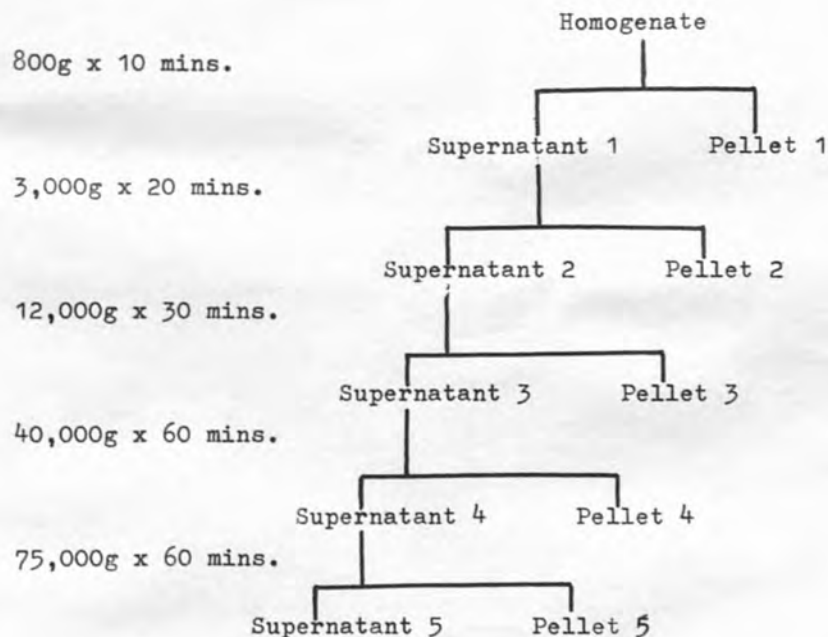 Homogenate
800g x 10 mins.
Supernatant 1 Pellet 1
3,000g x 20 mins.
Supernatant 2 Pellet 2
12,000g x 30 mins.
Supernatant 3 Pellet 3
40,000g x 60 mins.
Supernatant 4 Pellet 4
75,000g x 60 mins.
Supernatant 5 Pellet 5